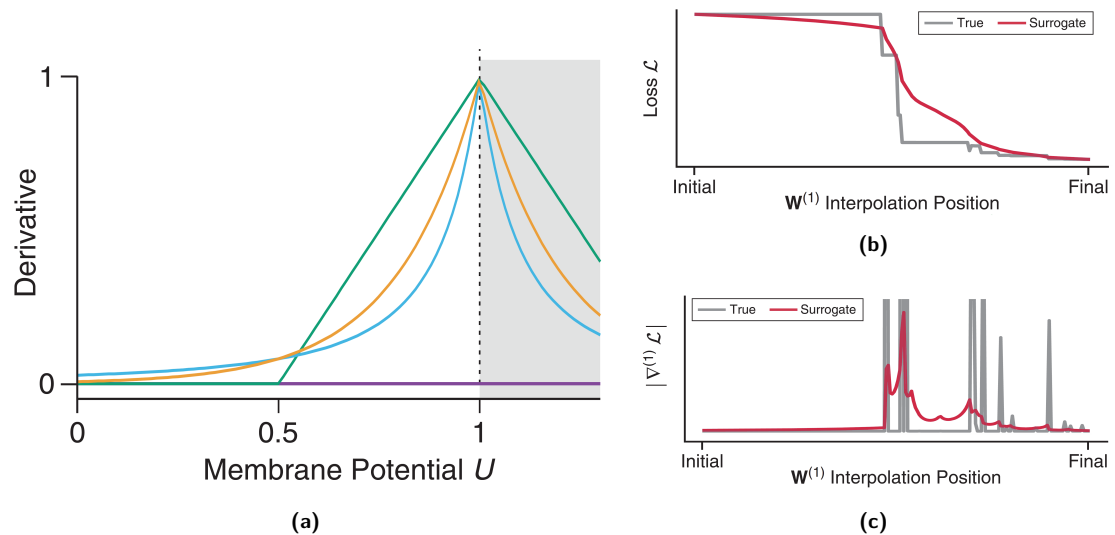 1
0
Derivative
0
0.5
1
Membrane Potential U
(a)
True
Surrogate
Loss ℒ
Initial
Final
W(1) Interpolation Position
(b)
True
Surrogate
| ∇(1) ℒ |
Initial
Final
W(1) Interpolation Position
(c)